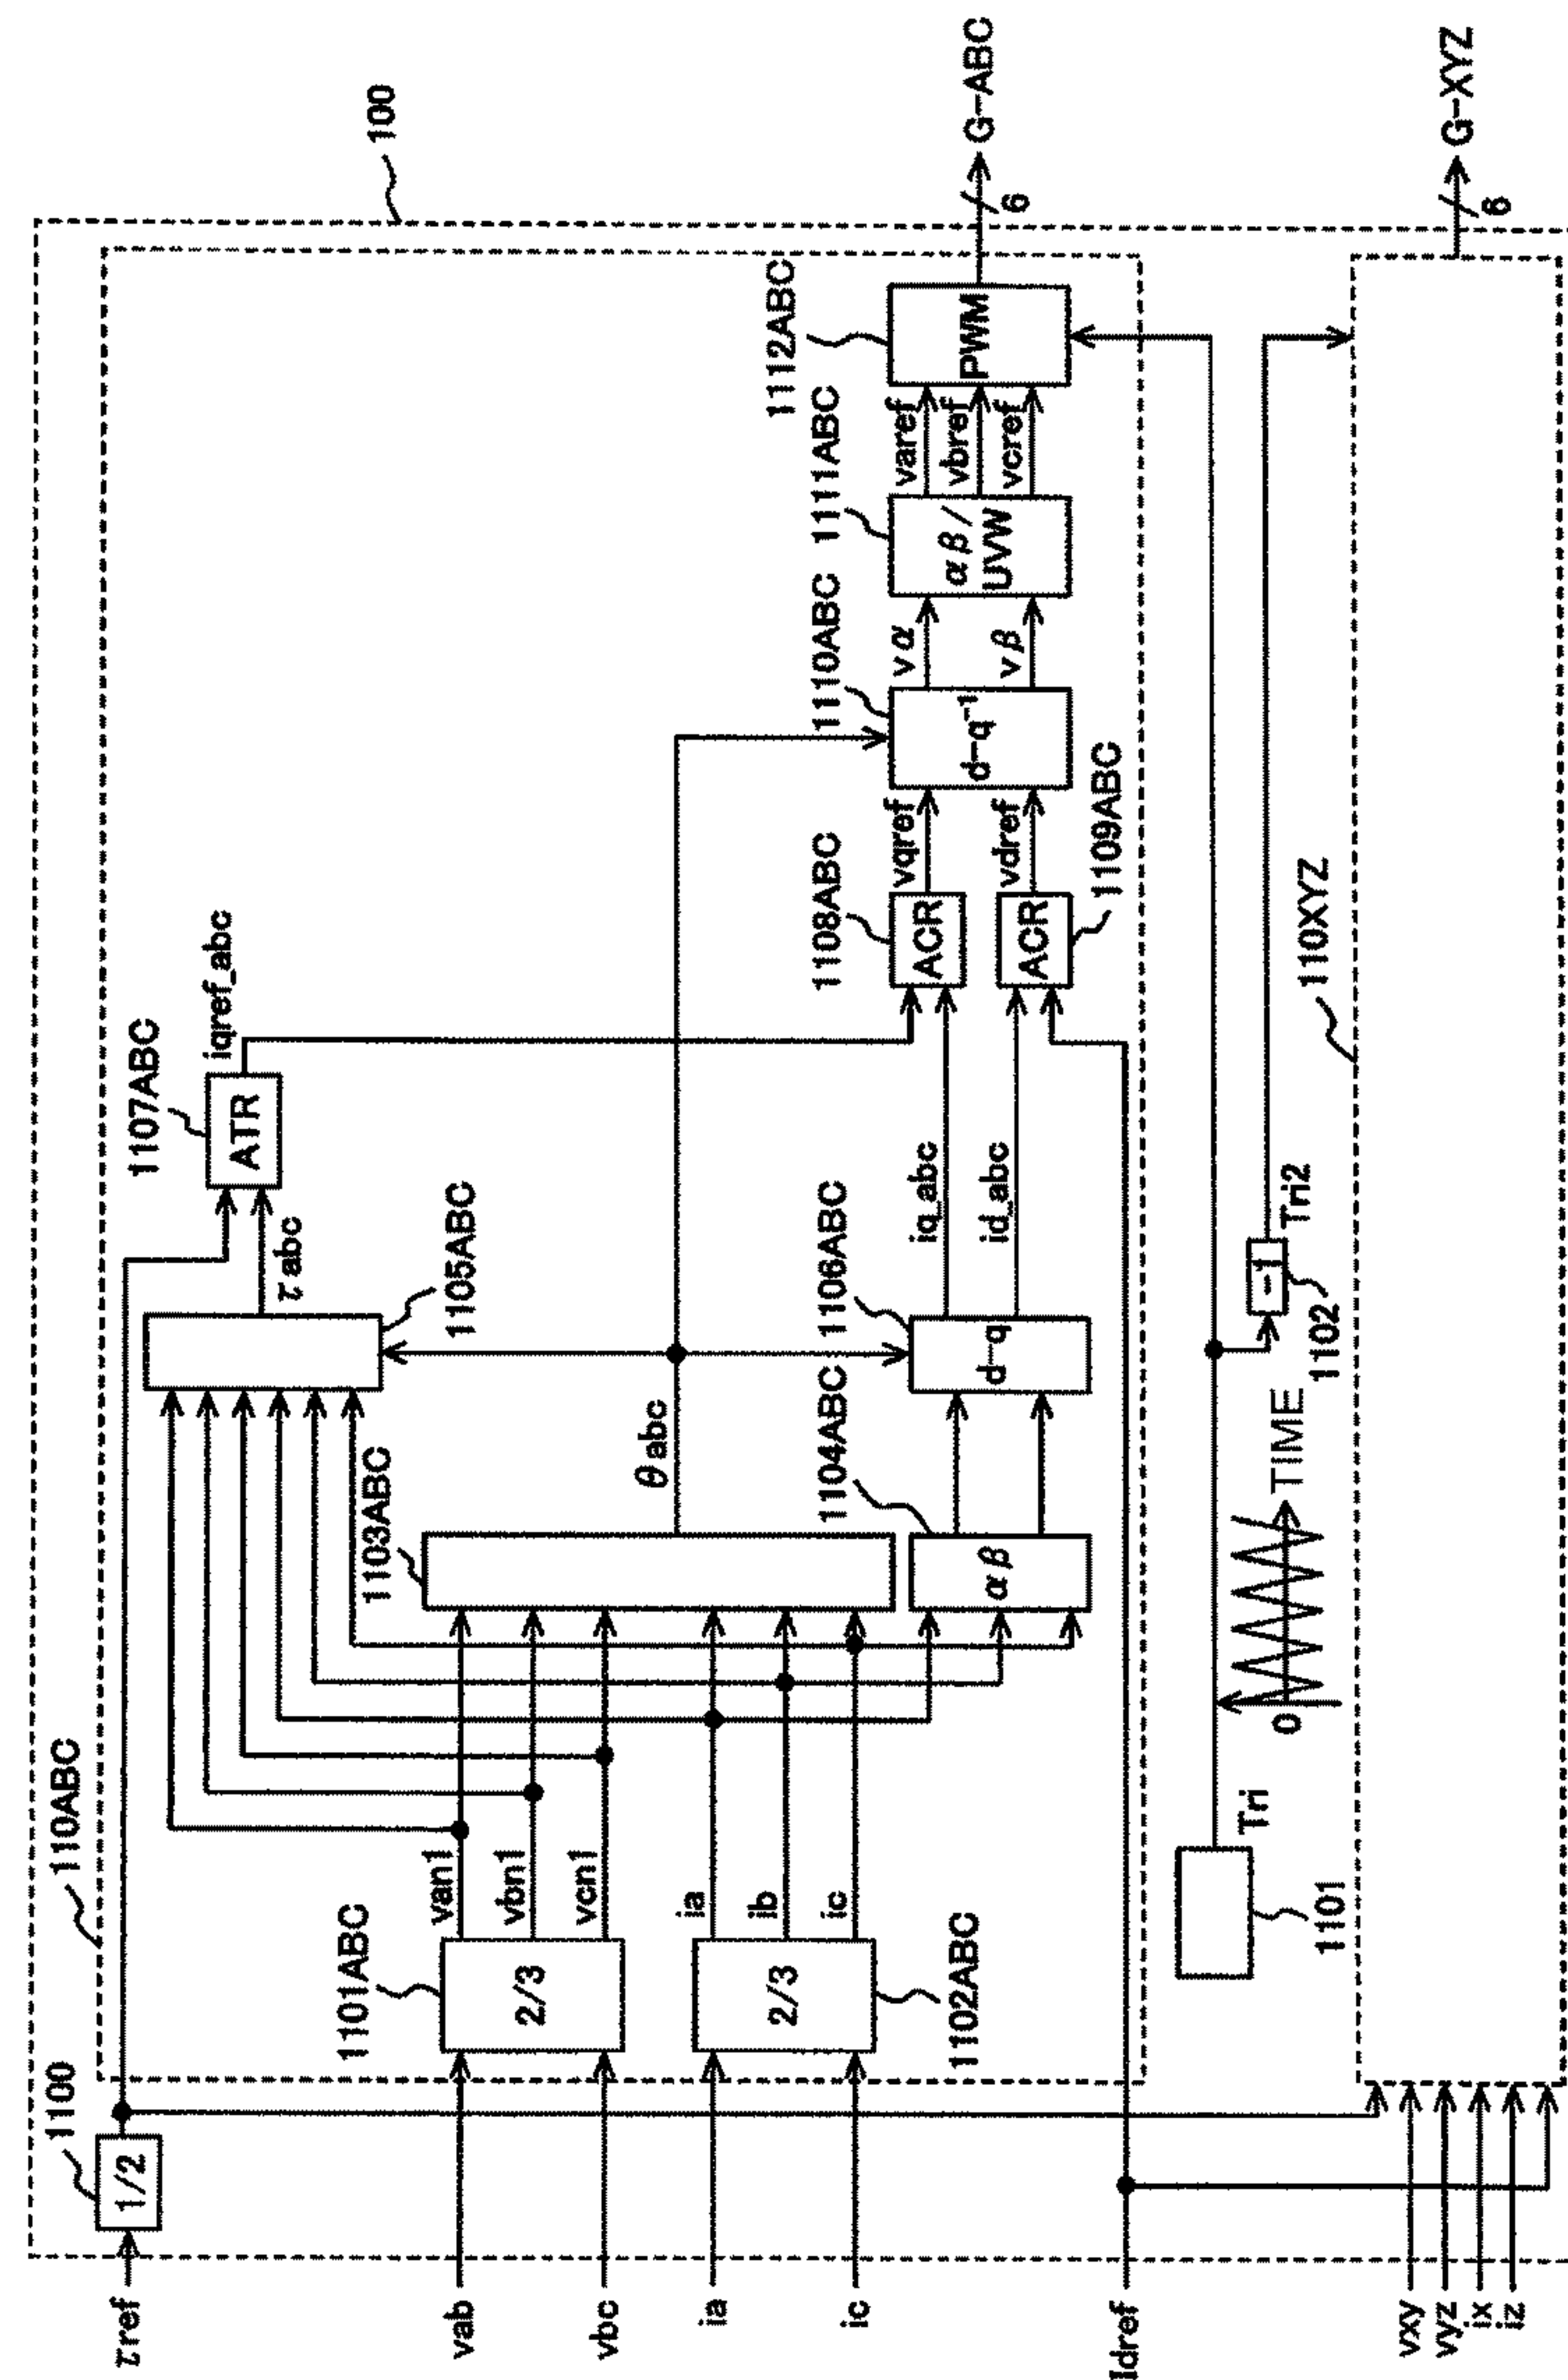 100
110ABC
1100
1/2
τref
1107ABC
ATR
iqref_abc
τabc
1105ABC
1101ABC
2/3
vab
vbc
van1
vbn1
vcn1
1103ABC
θabc
1102ABC
2/3
ia
ic
ia
ib
ic
1104ABC
αβ
1106ABC
d-q
iq_abc
id_abc
1108ABC
ACR
ACR
1109ABC
vqref
vdref
1110ABC
d-q⁻¹
vα
vβ
1111ABC
αβ/
UVW
varef
vbref
vcref
1112ABC
PWM
6
G-ABC
Idref
1101
Tri
0
TIME
1102
-1
Tri2
110XYZ
vxy
vyz
ix
iz
6
G-XYZ